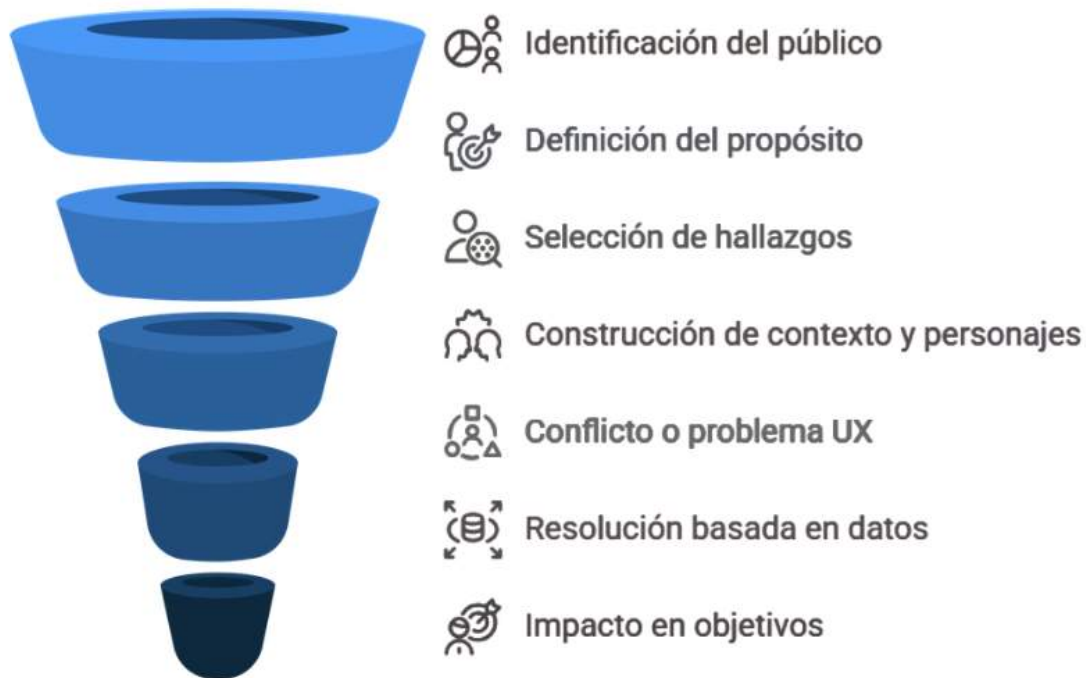 Identificación del público
Definición del propósito
Selección de hallazgos
Construcción de contexto y personajes
Conflicto o problema UX
Resolución basada en datos
Impacto en objetivos